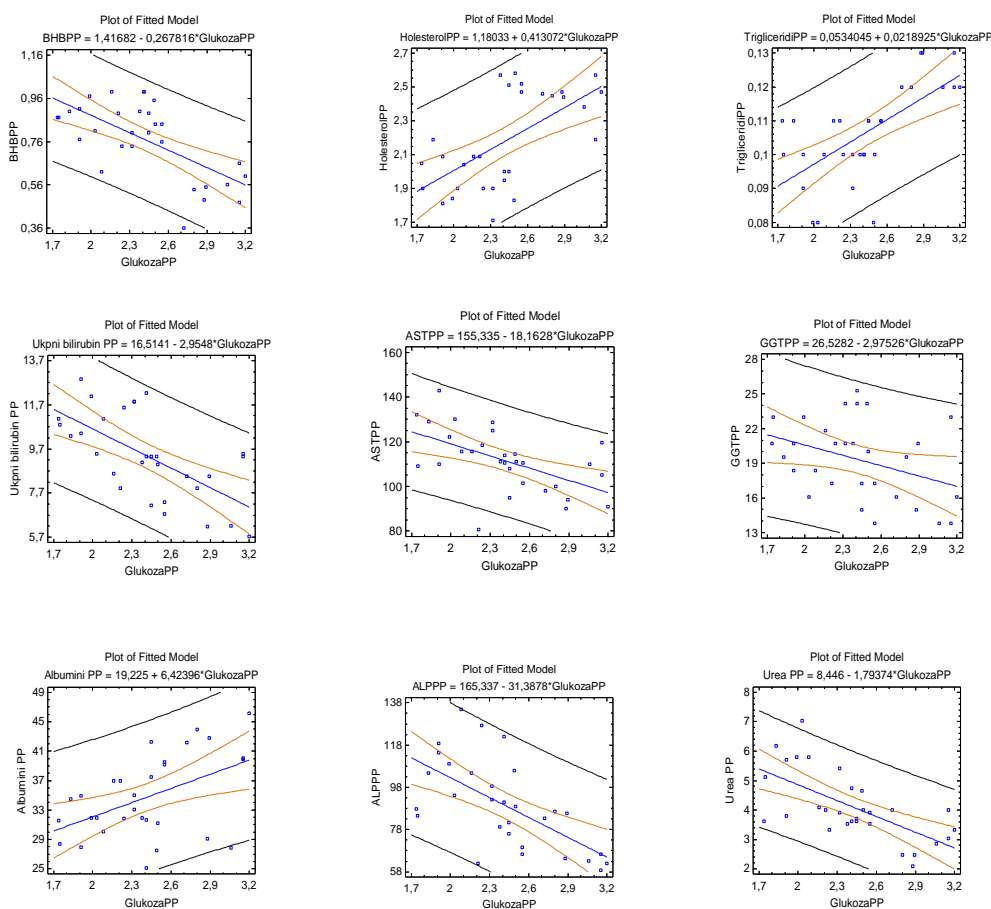 Plot of Fitted Model
BHBPP = 1,41682 - 0,267816*GlukozaPP
1,16
0,96
0,76
0,56
0,36
BHBPP
1,7 2 2,3 2,6 2,9 3,2
GlukozaPP
Plot of Fitted Model
HolesterolPP = 1,18033 + 0,413072*GlukozaPP
2,7
2,5
2,3
2,1
1,9
1,7
HolesterolPP
1,7 2 2,3 2,6 2,9 3,2
GlukozaPP
Plot of Fitted Model
TrigliceridiPP = 0,0534045 + 0,0218925*GlukozaPP
0,13
0,12
0,11
0,1
0,09
0,08
TrigliceridiPP
1,7 2 2,3 2,6 2,9 3,2
GlukozaPP
Plot of Fitted Model
Ukpni bilirubin PP = 16,5141 - 2,9548*GlukozaPP
13,7
11,7
9,7
7,7
5,7
Ukpni bilirubin PP
1,7 2 2,3 2,6 2,9 3,2
GlukozaPP
Plot of Fitted Model
ASTPP = 155,335 - 18,1628*GlukozaPP
160
140
120
100
80
ASTPP
1,7 2 2,3 2,6 2,9 3,2
GlukozaPP
Plot of Fitted Model
GGTPP = 26,5282 - 2,97526*GlukozaPP
28
25
22
19
16
13
GGTPP
1,7 2 2,3 2,6 2,9 3,2
GlukozaPP
Plot of Fitted Model
Albumini PP = 19,225 + 6,42396*GlukozaPP
49
45
41
37
33
29
25
Albumini PP
1,7 2 2,3 2,6 2,9 3,2
GlukozaPP
Plot of Fitted Model
ALPPP = 165,337 - 31,3878*GlukozaPP
138
118
98
78
58
ALPPP
1,7 2 2,3 2,6 2,9 3,2
GlukozaPP
Plot of Fitted Model
Urea PP = 8,446 - 1,79374*GlukozaPP
8
7
6
5
4
3
2
Urea PP
1,7 2 2,3 2,6 2,9 3,2
GlukozaPP